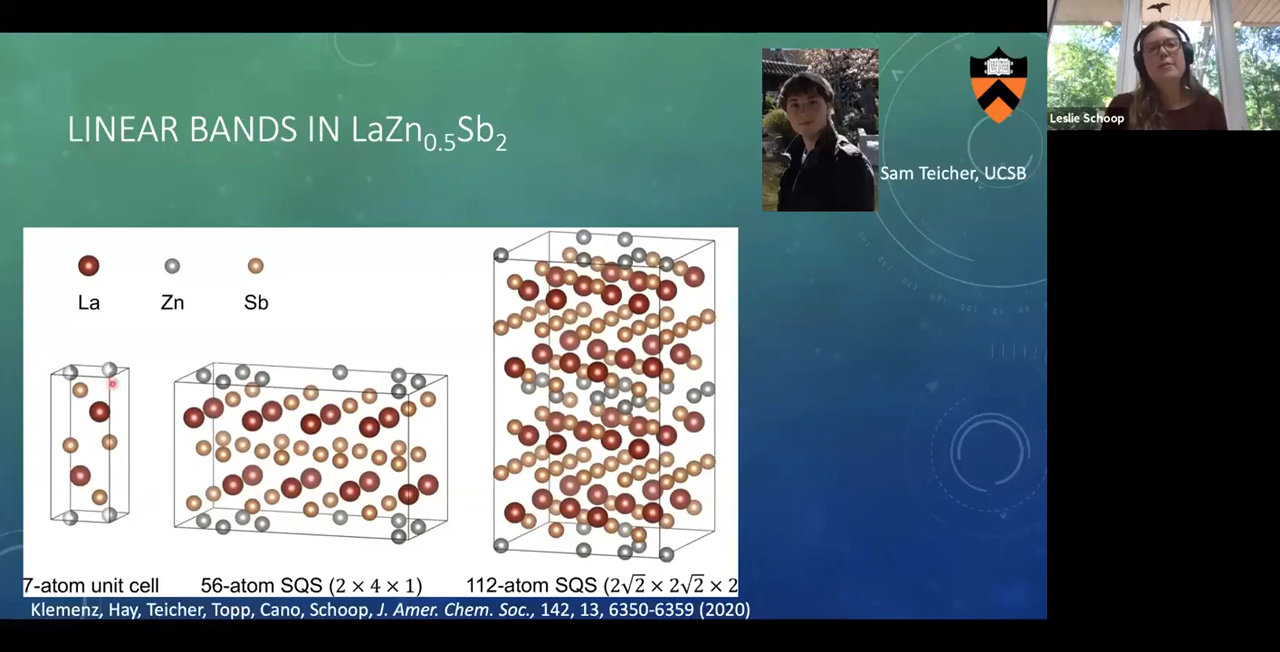 LINEAR BANDS IN LaZn0.5Sb2
Sam Teicher, UCSB
Leslie Schoop
La Zn Sb
7-atom unit cell 56-atom SQS (2 × 4 × 1) 112-atom SQS (2√2 × 2√2 × 2
Klemenz, Hay, Teicher, Topp, Cano, Schoop, J. Amer. Chem. Soc., 142, 13, 6350-6359 (2020)